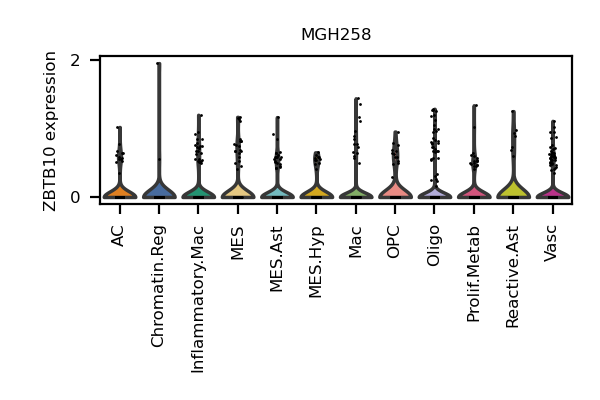 MGH258
ZBTB10 expression
2
0
AC
Chromatin.Reg
Inflammatory.Mac
MES
MES.Ast
MES.Hyp
Mac
OPC
Oligo
Prolif.Metab
Reactive.Ast
Vasc